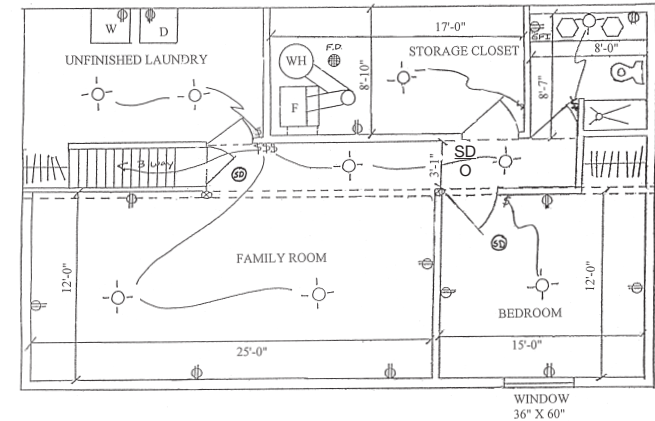 W
D
UNFINISHED LAUNDRY
WH
F.D.
F
17'-0"
STORAGE CLOSET
8'-10"
GFI
8'-0"
8'-7"
3 way
$$$
$
$
$
SD
SD
O
3'-1"
SD
FAMILY ROOM
12'-0"
25'-0"
BEDROOM
12'-0"
15'-0"
WINDOW
36" X 60"